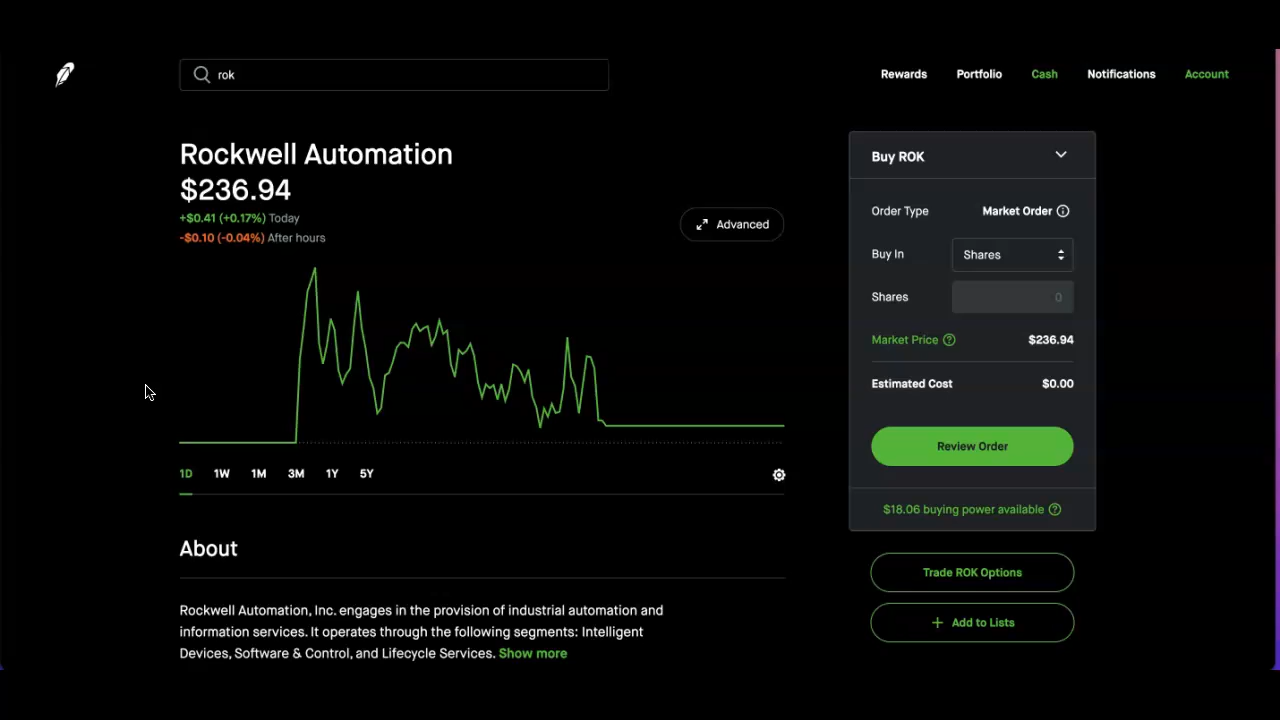 rok
Rewards
Portfolio
Cash
Notifications
Account
Rockwell Automation
$236.94
+$0.41 (+0.17%) Today
-$0.10 (-0.04%) After hours
Advanced
1D 1W 1M 3M 1Y 5Y
About
Rockwell Automation, Inc. engages in the provision of industrial automation and
information services. It operates through the following segments: Intelligent
Devices, Software & Control, and Lifecycle Services. Show more
Buy ROK
Order Type Market Order
Buy In Shares
Shares 0
Market Price $236.94
Estimated Cost $0.00
Review Order
$18.06 buying power available
Trade ROK Options
+ Add to Lists